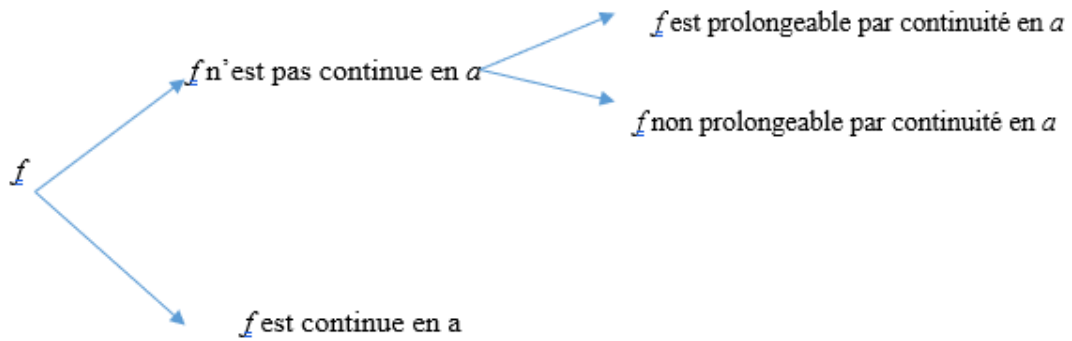 f est prolongeable par continuité en a
f n’est pas continue en a
f non prolongeable par continuité en a
f
f est continue en a